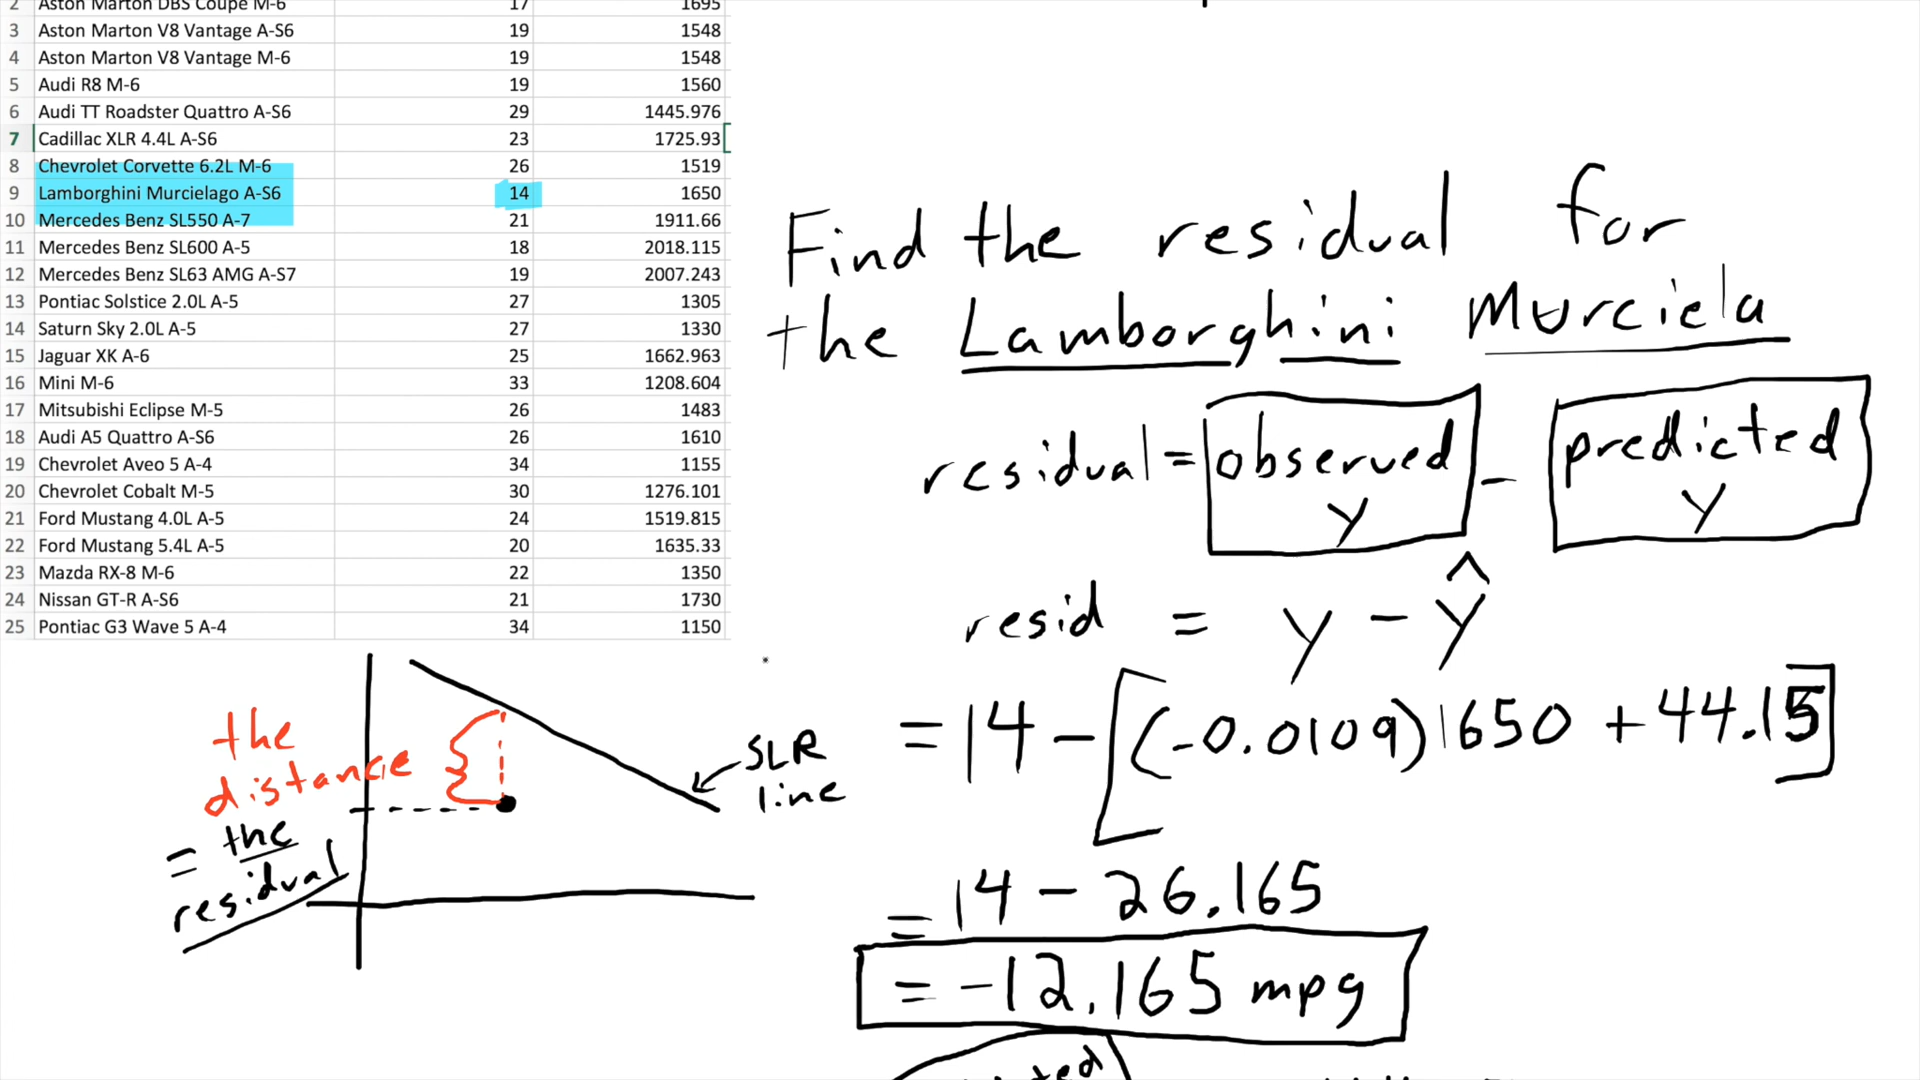 2 Aston Marton DBS Coupe M-6 17 1695
3 Aston Marton V8 Vantage A-S6 19 1548
4 Aston Marton V8 Vantage M-6 19 1548
5 Audi R8 M-6 19 1560
6 Audi TT Roadster Quattro A-S6 29 1445.976
7 Cadillac XLR 4.4L A-S6 23 1725.93
8 Chevrolet Corvette 6.2L M-6 26 1519
9 Lamborghini Murcielago A-S6 14 1650
10 Mercedes Benz SL550 A-7 21 1911.66
11 Mercedes Benz SL600 A-5 18 2018.115
12 Mercedes Benz SL63 AMG A-S7 19 2007.243
13 Pontiac Solstice 2.0L A-5 27 1305
14 Saturn Sky 2.0L A-5 27 1330
15 Jaguar XK A-6 25 1662.963
16 Mini M-6 33 1208.604
17 Mitsubishi Eclipse M-5 26 1483
18 Audi A5 Quattro A-S6 26 1610
19 Chevrolet Aveo 5 A-4 34 1155
20 Chevrolet Cobalt M-5 30 1276.101
21 Ford Mustang 4.0L A-5 24 1519.815
22 Ford Mustang 5.4L A-5 20 1635.33
23 Mazda RX-8 M-6 22 1350
24 Nissan GT-R A-S6 21 1730
25 Pontiac G3 Wave 5 A-4 34 1150
Find the residual for
the Lamborghini Murciela
residual = observed y - predicted y
resid = y - ŷ
= 14 - [(-0.0109)1650 + 44.15]
= 14 - 26.165
= -12.165 mpg
the
distance
= the
residual
SLR
line